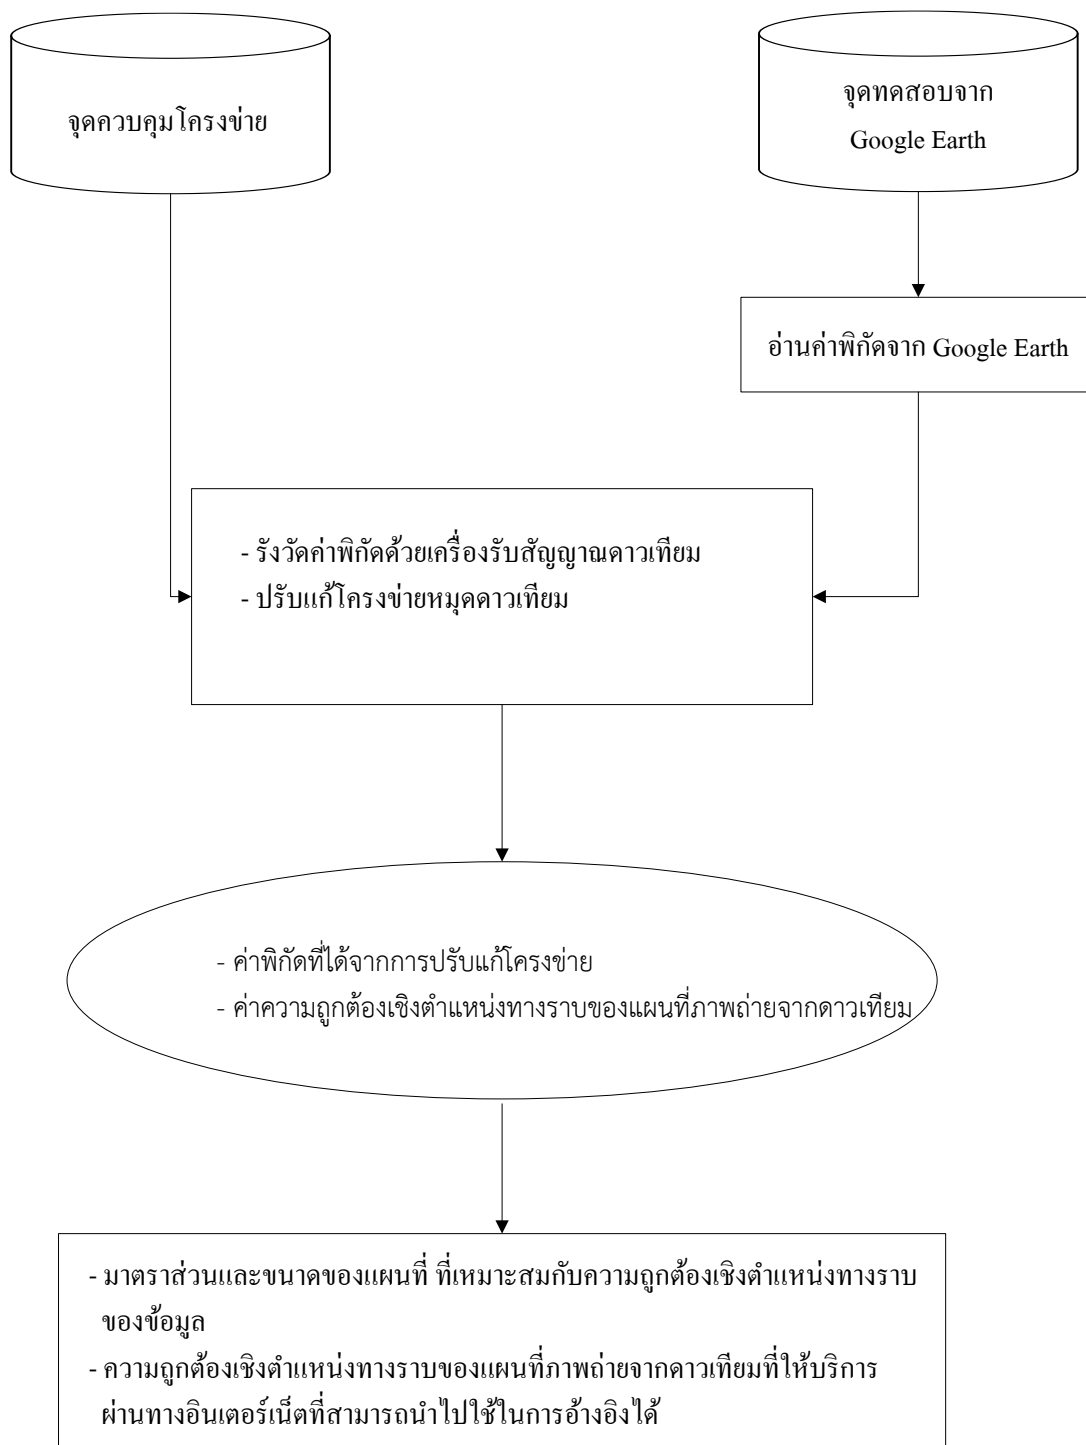 จุดควบคุมโครงข่าย
จุดทดสอบจาก
Google Earth
อ่านค่าพิกัดจาก Google Earth
- รังวัดค่าพิกัดด้วยเครื่องรับสัญญาณดาวเทียม
- ปรับแก้โครงข่ายหมุดดาวเทียม
- ค่าพิกัดที่ได้จากการปรับแก้โครงข่าย
- ค่าความถูกต้องเชิงตำแหน่งทางราบของแผนที่ภาพถ่ายจากดาวเทียม
- มาตราส่วนและขนาดของแผนที่ ที่เหมาะสมกับความถูกต้องเชิงตำแหน่งทางราบ
ของข้อมูล
- ความถูกต้องเชิงตำแหน่งทางราบของแผนที่ภาพถ่ายจากดาวเทียมที่ให้บริการ
ผ่านทางอินเตอร์เน็ตที่สามารถนำไปใช้ในการอ้างอิงได้